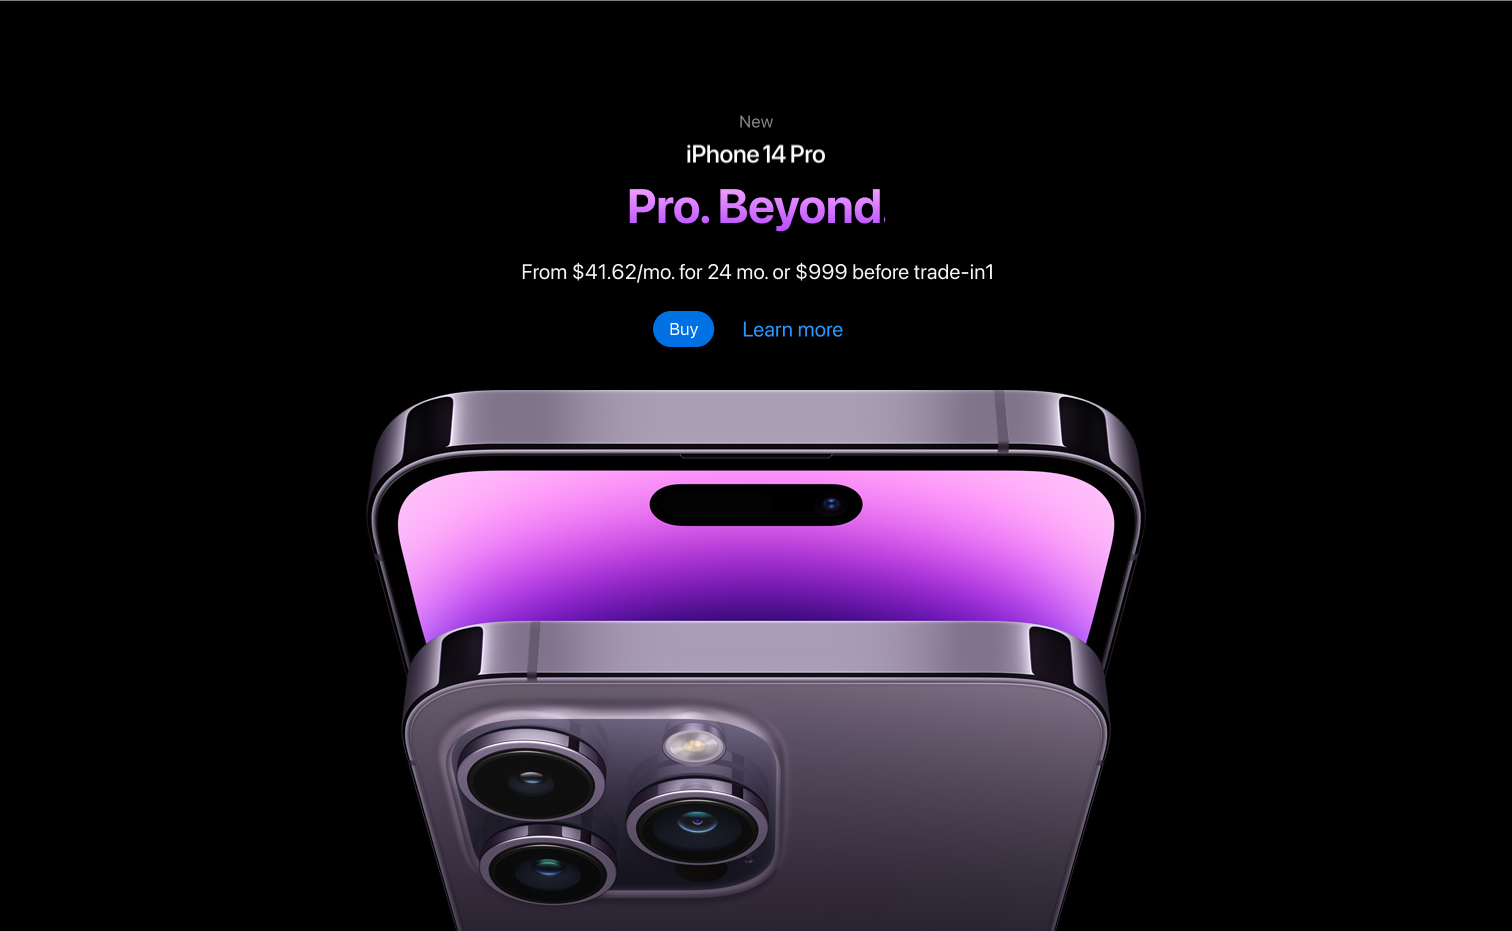 New
iPhone 14 Pro
Pro. Beyond.
From $41.62/mo. for 24 mo. or $999 before trade-in1
Buy Learn more